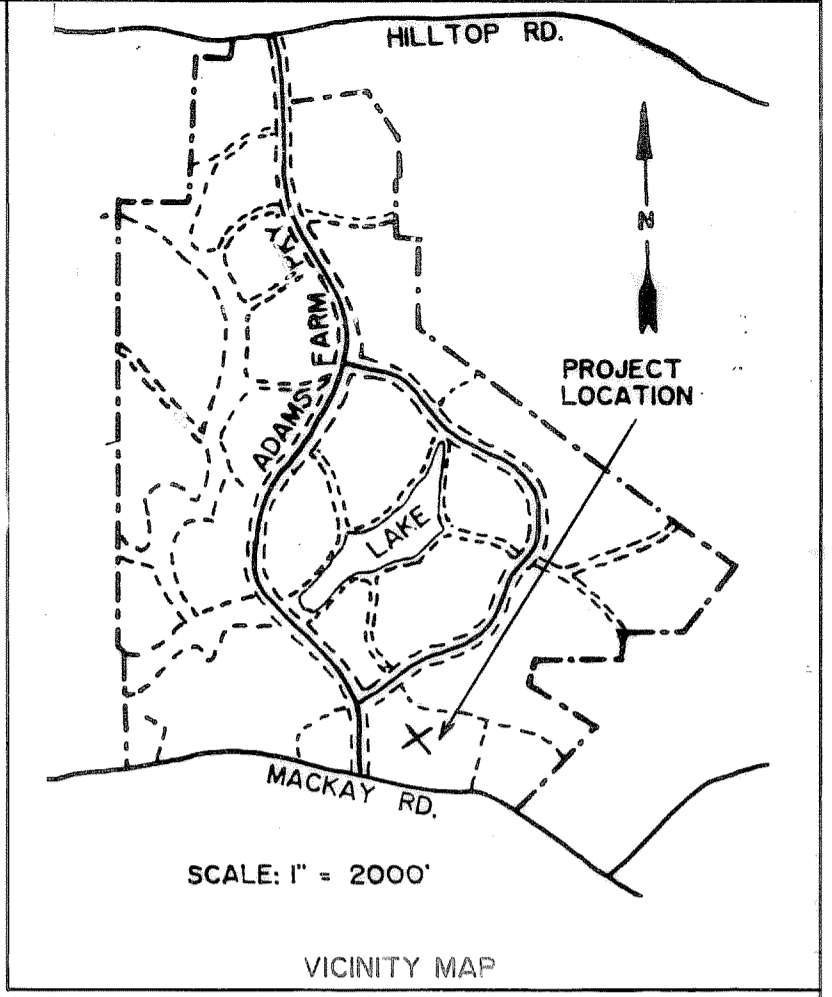 HILLTOP RD.
N
PKY
FARM
ADAMS
PROJECT
LOCATION
LAKE
MACKAY RD.
SCALE: 1" = 2000'
VICINITY MAP